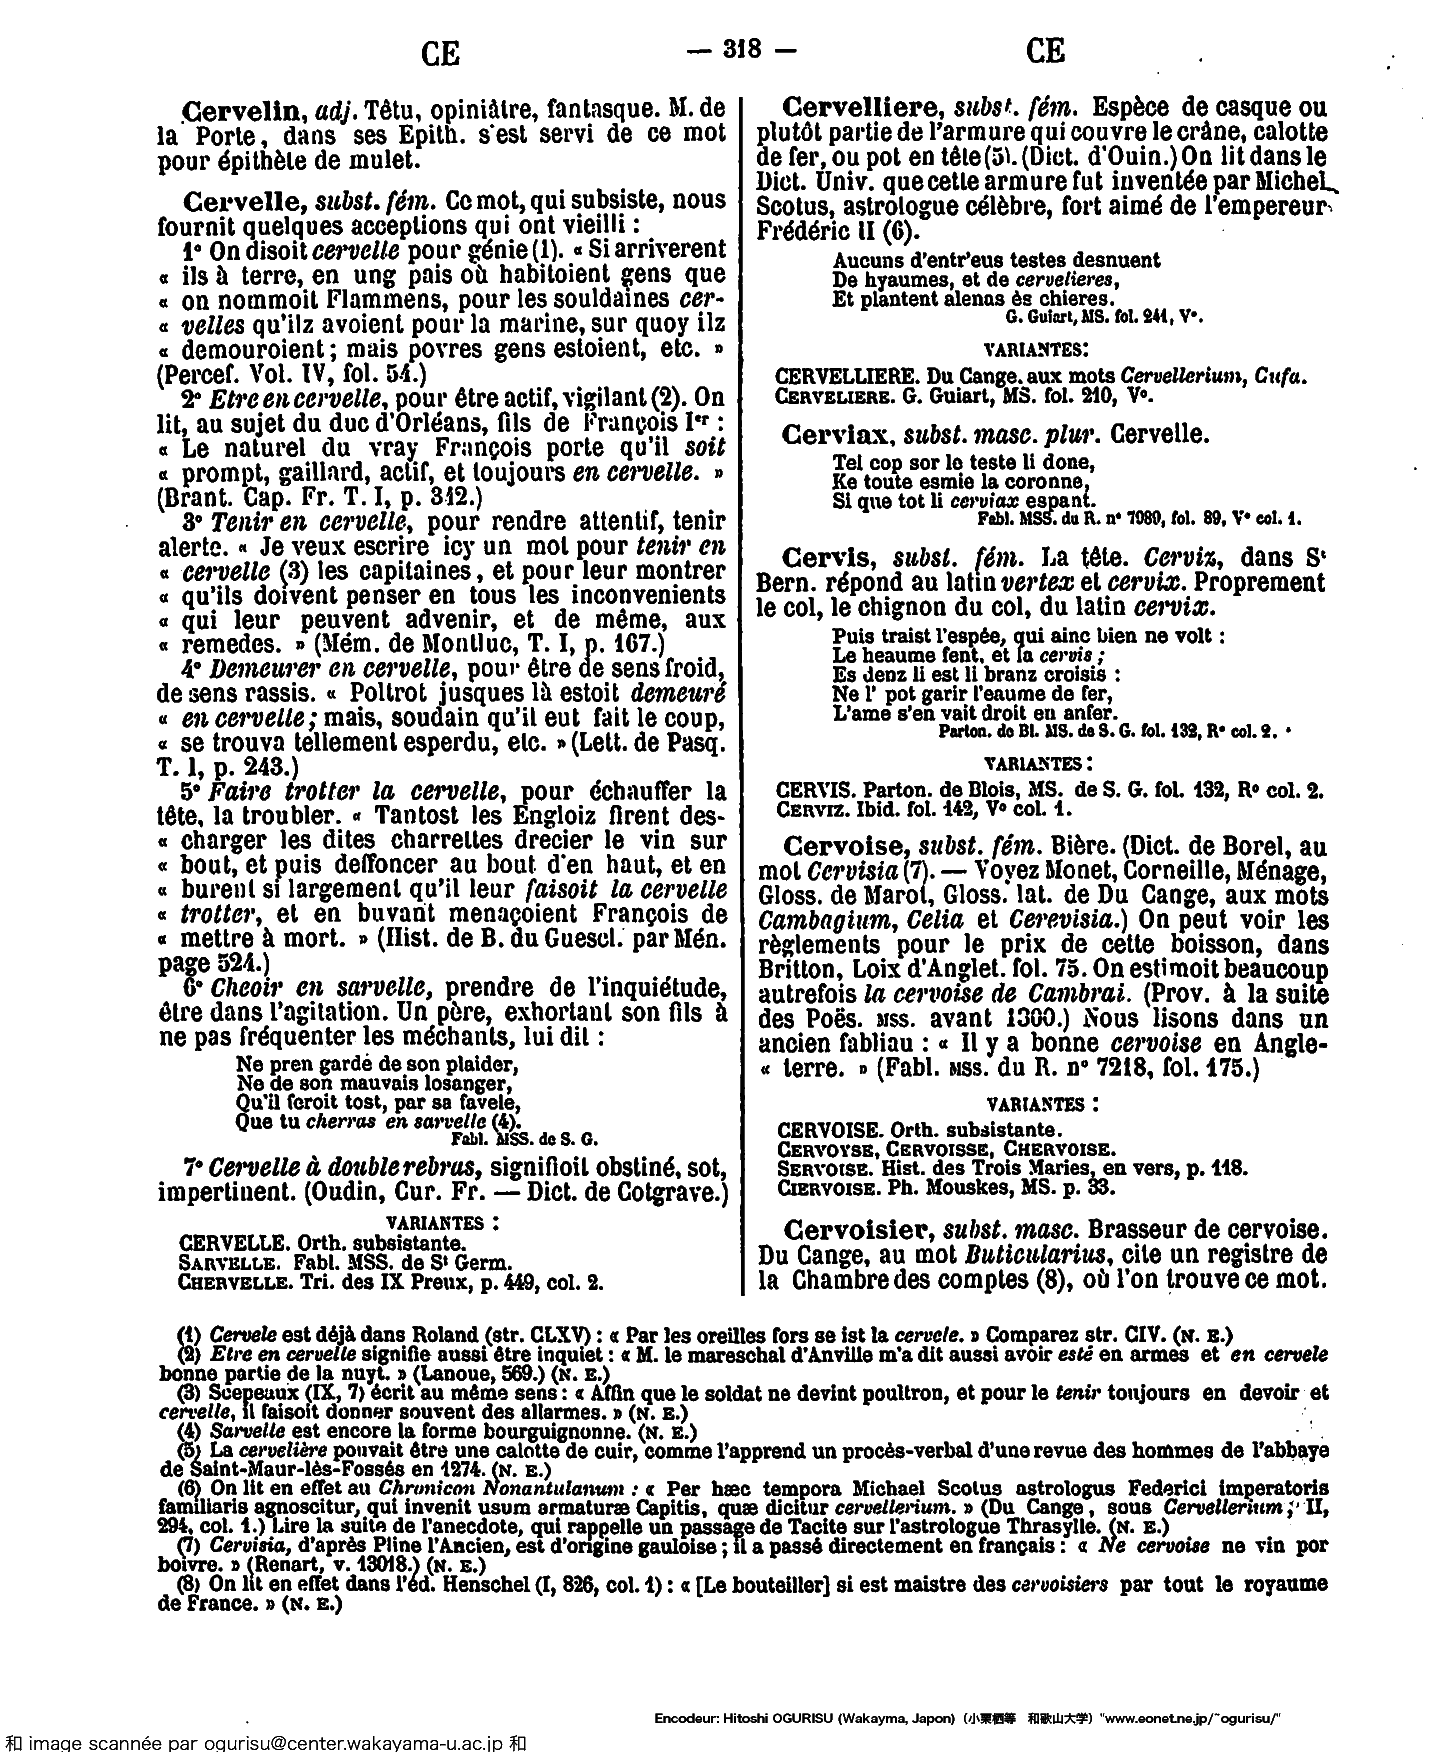 CE — 318 — CE
Cervelin, adj. Têtu, opiniâtre, fantasque. M. de
la Porte, dans ses Epith. s'est servi de ce mot
pour épithète de mulet.
Cervelle, subst. fém. Ce mot, qui subsiste, nous
fournit quelques acceptions qui ont vieilli :
1° On disoit cervelle pour génie (1). « Si arriverent
« ils à terre, en ung pais où habitoient gens que
« on nommoit Flammens, pour les souldaines cer-
« velles qu'ilz avoient pour la marine, sur quoy ilz
« demouroient ; mais povres gens estoient, etc. »
(Percef. Vol. IV, fol. 54.)
2° Etre en cervelle, pour être actif, vigilant (2). On
lit, au sujet du duc d'Orléans, fils de François Ier :
« Le naturel du vray François porte qu'il soit
« prompt, gaillard, actif, et toujours en cervelle. »
(Brant. Cap. Fr. T. I, p. 342.)
3° Tenir en cervelle, pour rendre attentif, tenir
alerte. « Je veux escrire icy un mot pour tenir en
« cervelle (3) les capitaines, et pour leur montrer
« qu'ils doivent penser en tous les inconvenients
« qui leur peuvent advenir, et de même, aux
« remedes. » (Mém. de Montluc, T. I, p. 167.)
4° Demeurer en cervelle, pour être de sens froid,
de sens rassis. « Poltrot jusques là estoit demeuré
« en cervelle ; mais, soudain qu'il eut fait le coup,
« se trouva tellement esperdu, etc. » (Lett. de Pasq.
T. I, p. 243.)
5° Faire trotter la cervelle, pour échauffer la
tête, la troubler. « Tantost les Engloiz firent des-
« charger les dites charrettes drecier le vin sur
« bout, et puis deffoncer au bout d'en haut, et en
« burent si largement qu'il leur faisoit la cervelle
« trotter, et en buvant menaçoient François de
« mettre à mort. » (Hist. de B. du Guescl. par Mén.
page 524.)
6° Cheoir en sarvelle, prendre de l'inquiétude,
être dans l'agitation. Un père, exhortant son fils à
ne pas fréquenter les méchants, lui dit :
Ne pren garde de son plaider,
Ne de son mauvais losanger,
Qu'il feroit tost, par sa favele,
Que tu cherras en sarvelle (4).
Fabl. MSS. de S. G.
7° Cervelle à double rebras, signifioit obstiné, sot,
impertinent. (Oudin, Cur. Fr. — Dict. de Cotgrave.)
VARIANTES :
CERVELLE. Orth. subsistante.
SARVELLE. Fabl. MSS. de St Germ.
CHERVELLE. Tri. des IX Preux, p. 449, col. 2.
Cervelliere, subst. fém. Espèce de casque ou
plutôt partie de l'armure qui couvre le crâne, calotte
de fer, ou pot en tête (5). (Dict. d'Ouin.) On lit dans le
Dict. Univ. que cette armure fut inventée par Michel
Scotus, astrologue célèbre, fort aimé de l'empereur
Frédéric II (6).
Aucuns d'entr'eus testes desnuent
De hyaumes, et de cervelieres,
Et plantent alenas ès chieres.
G. Guiart, MS. fol. 241, V°.
VARIANTES :
CERVELLIERE. Du Cange, aux mots Cervellerium, Cufa.
CERVELIERE. G. Guiart, MS. fol. 210, V°.
Cerviax, subst. masc. plur. Cervelle.
Tel cop sor le teste li done,
Ke toute esmie la coronne,
Si que tot li cerviax espant.
Fabl. MSS. du R. n° 7989, fol. 89, V° col. 1.
Cervis, subst. fém. La tête. Cerviz, dans St
Bern. répond au latin vertex et cervix. Proprement
le col, le chignon du col, du latin cervix.
Puis traist l'espée, qui ainc bien ne volt :
Le heaume fent, et la cervis ;
Es denz li est li branz croisis :
Ne l' pot garir l'eaume de fer,
L'ame s'en vait droit en anfer.
Parton. de Bl. MS. de S. G. fol. 132, R° col. 2.
VARIANTES :
CERVIS. Parton. de Blois, MS. de S. G. fol. 132, R° col. 2.
CERVIZ. Ibid. fol. 142, V° col. 1.
Cervoise, subst. fém. Bière. (Dict. de Borel, au
mot Cervisia (7). — Voyez Monet, Corneille, Ménage,
Gloss. de Marot, Gloss. lat. de Du Cange, aux mots
Cambagium, Celia et Cerevisia.) On peut voir les
règlements pour le prix de cette boisson, dans
Britton, Loix d'Anglet. fol. 75. On estimoit beaucoup
autrefois la cervoise de Cambrai. (Prov. à la suite
des Poës. MSS. avant 1300.) Nous lisons dans un
ancien fabliau : « Il y a bonne cervoise en Angle-
« terre. » (Fabl. MSS. du R. n° 7218, fol. 175.)
VARIANTES :
CERVOISE. Orth. subsistante.
CERVOYSE, CERVOISSE, CHERVOISE.
SERVOISE. Hist. des Trois Maries, en vers, p. 118.
CIERVOISE. Ph. Mouskes, MS. p. 33.
Cervoisier, subst. masc. Brasseur de cervoise.
Du Cange, au mot Buticularius, cite un registre de
la Chambre des comptes (8), où l'on trouve ce mot.
(1) Cervele est déjà dans Roland (str. CLXV) : « Par les oreilles fors se ist la cervele. » Comparez str. CIV. (N. E.)
(2) Etre en cervelle signifie aussi être inquiet : « M. le mareschal d'Anville m'a dit aussi avoir esté en armes et en cervele
bonne partie de la nuyt. » (Lanoue, 569.) (N. E.)
(3) Scepeaux (IX, 7) écrit au même sens : « Affin que le soldat ne devint poultron, et pour le tenir toujours en devoir et
cervelle, il faisoit donner souvent des allarmes. » (N. E.)
(4) Sarvelle est encore la forme bourguignonne. (N. E.)
(5) La cervelière pouvait être une calotte de cuir, comme l'apprend un procès-verbal d'une revue des hommes de l'abbaye
de Saint-Maur-lès-Fossés en 1274. (N. E.)
(6) On lit en effet au Chronicon Nonantulanum : « Per hæc tempora Michael Scotus astrologus Federici imperatoris
familiaris agnoscitur, qui invenit usum armaturæ Capitis, quæ dicitur cervellerium. » (Du Cange, sous Cervellerium ; II,
294, col. 1.) Lire la suite de l'anecdote, qui rappelle un passage de Tacite sur l'astrologue Thrasylle. (N. E.)
(7) Cervisia, d'après Pline l'Ancien, est d'origine gauloise ; il a passé directement en français : « Ne cervoise ne vin por
boivre. » (Renart, v. 13018.) (N. E.)
(8) On lit en effet dans l'éd. Henschel (I, 826, col. 1) : « [Le bouteiller] si est maistre des cervoisiers par tout le royaume
de France. » (N. E.)
Encodeur: Hitoshi OGURISU (Wakayma, Japon) (小栗栖等 和歌山大学) "www.eonet.ne.jp/~ogurisu/"
和 image scannée par ogurisu@center.wakayama-u.ac.jp 和